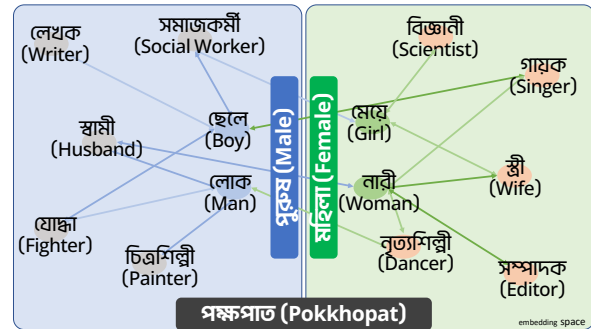 লেখক
(Writer)
সমাজকর্মী
(Social Worker)
স্বামী
(Husband)
ছেলে
(Boy)
লোক
(Man)
যোদ্ধা
(Fighter)
চিত্রশিল্পী
(Painter)
পুরুষ (Male)
মহিলা (Female)
বিজ্ঞানী
(Scientist)
গায়ক
(Singer)
মেয়ে
(Girl)
স্ত্রী
(Wife)
নারী
(Woman)
নৃত্যশিল্পী
(Dancer)
সম্পাদক
(Editor)
পক্ষপাত (Pokkhopat)
embedding space